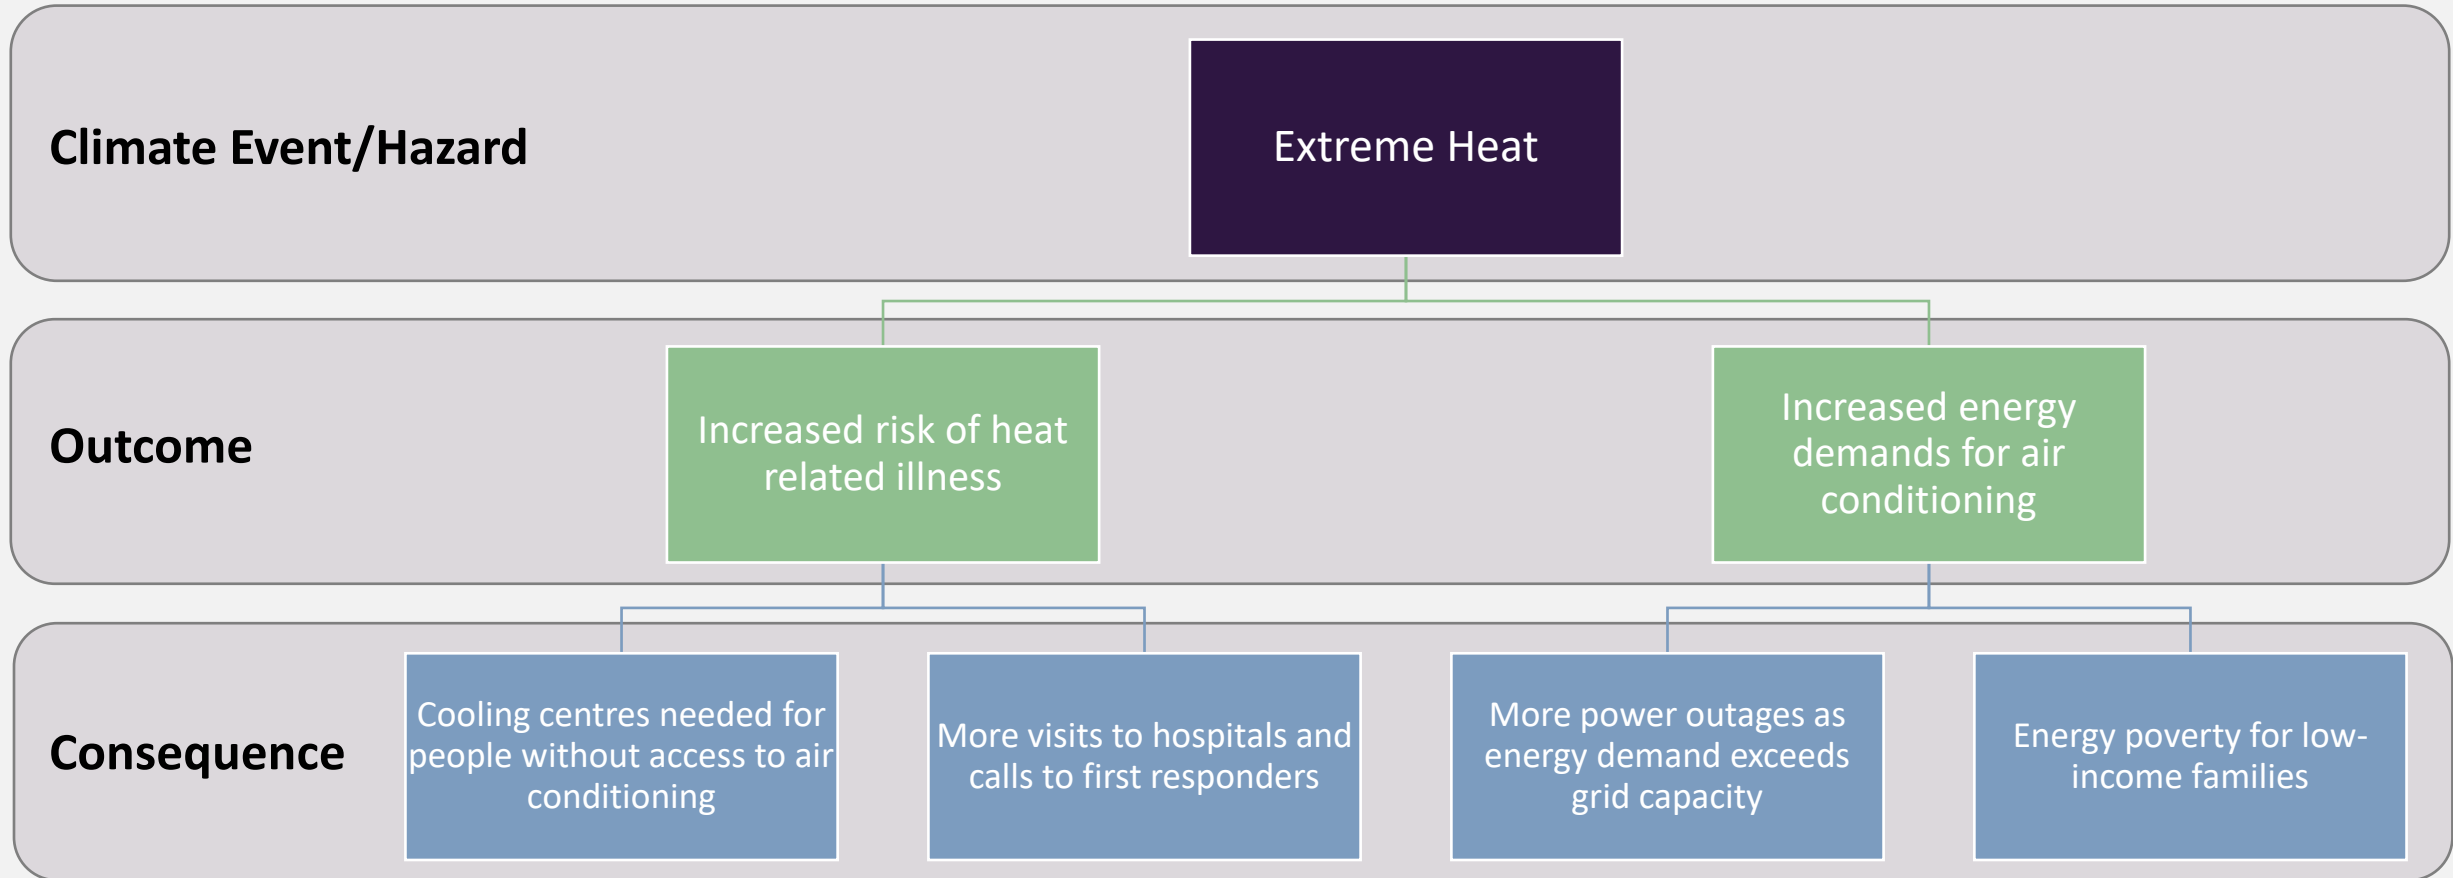 Climate Event/Hazard
Extreme Heat
Outcome
Increased risk of heat
related illness
Increased energy
demands for air
conditioning
Consequence
Cooling centres needed for
people without access to air
conditioning
More visits to hospitals and
calls to first responders
More power outages as
energy demand exceeds
grid capacity
Energy poverty for low-
income families